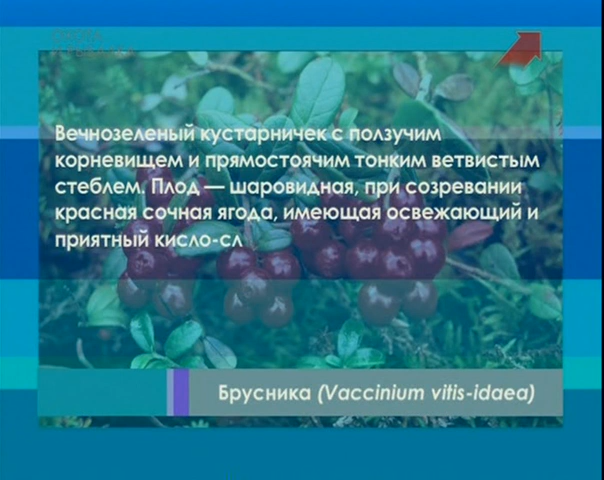 Вечнозеленый кустарничек с ползучим
корневищем и прямостоячим тонким ветвистым
стеблем. Плод — шаровидная, при созревании
красная сочная ягода, имеющая освежающий и
приятный кисло-сл
Брусника (Vaccinium vitis-idaea)